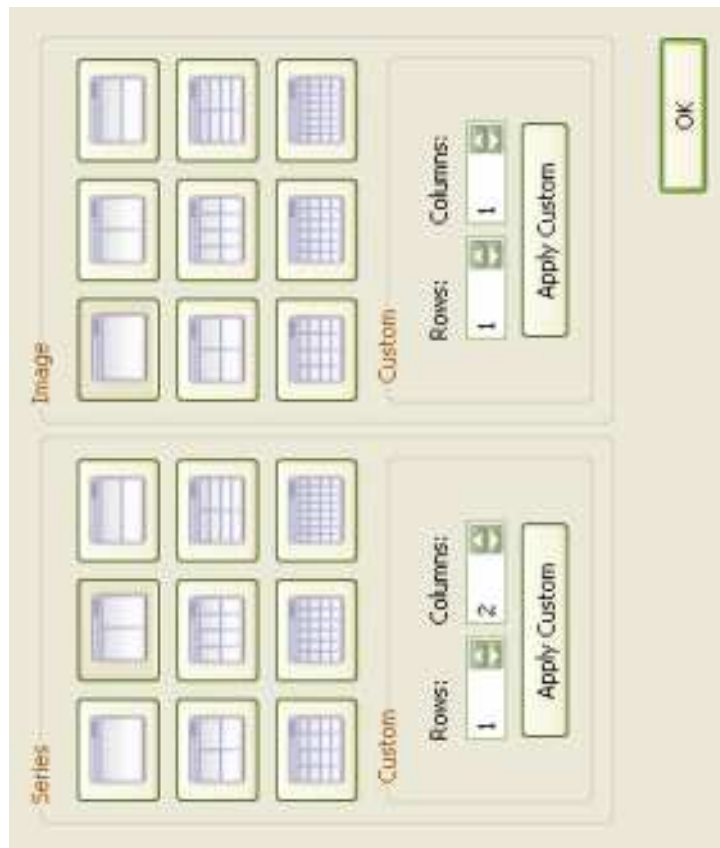 Series
Image
Custom
Rows:
Columns:
1
2
Apply Custom
Custom
Rows:
Columns:
1
1
Apply Custom
OK